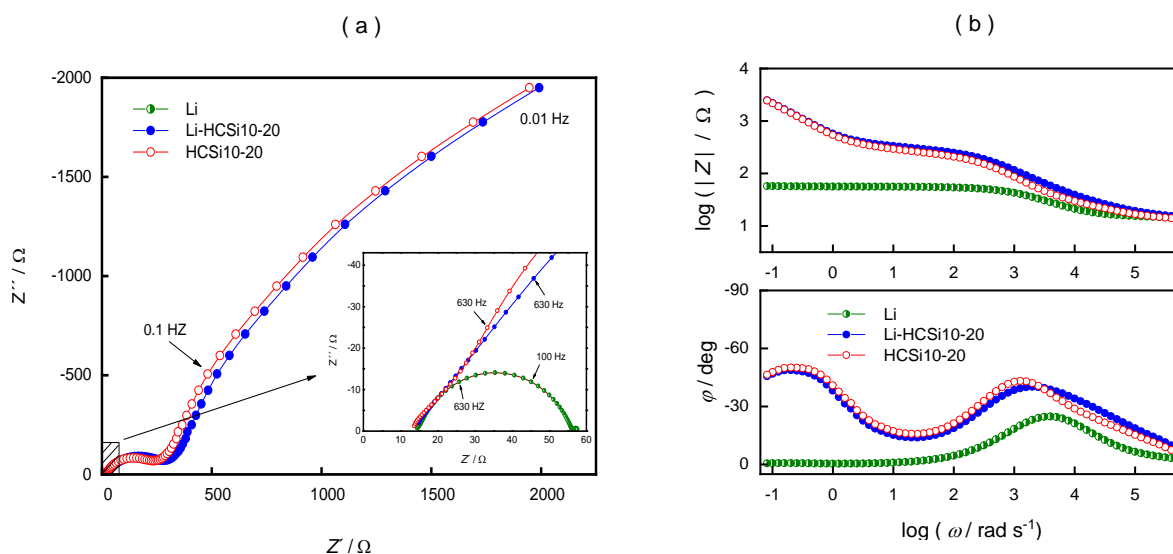 ( a )
-2000
-1500
-1000
-500
0
0
500
1000
1500
2000
Z´´ / Ω
Z´ / Ω
Li
Li-HCSi10-20
HCSi10-20
0.01 Hz
0.1 HZ
-40
-30
-20
-10
0
0
10
20
30
40
50
60
Z´´ / Ω
Z´ / Ω
630 Hz
630 Hz
100 Hz
630 HZ
( b )
4
3
2
1
log ( | Z | / Ω )
-1
0
1
2
3
4
5
-90
-60
-30
0
φ / deg
Li
Li-HCSi10-20
HCSi10-20
-1
0
1
2
3
4
5
log ( ω / rad s⁻¹)